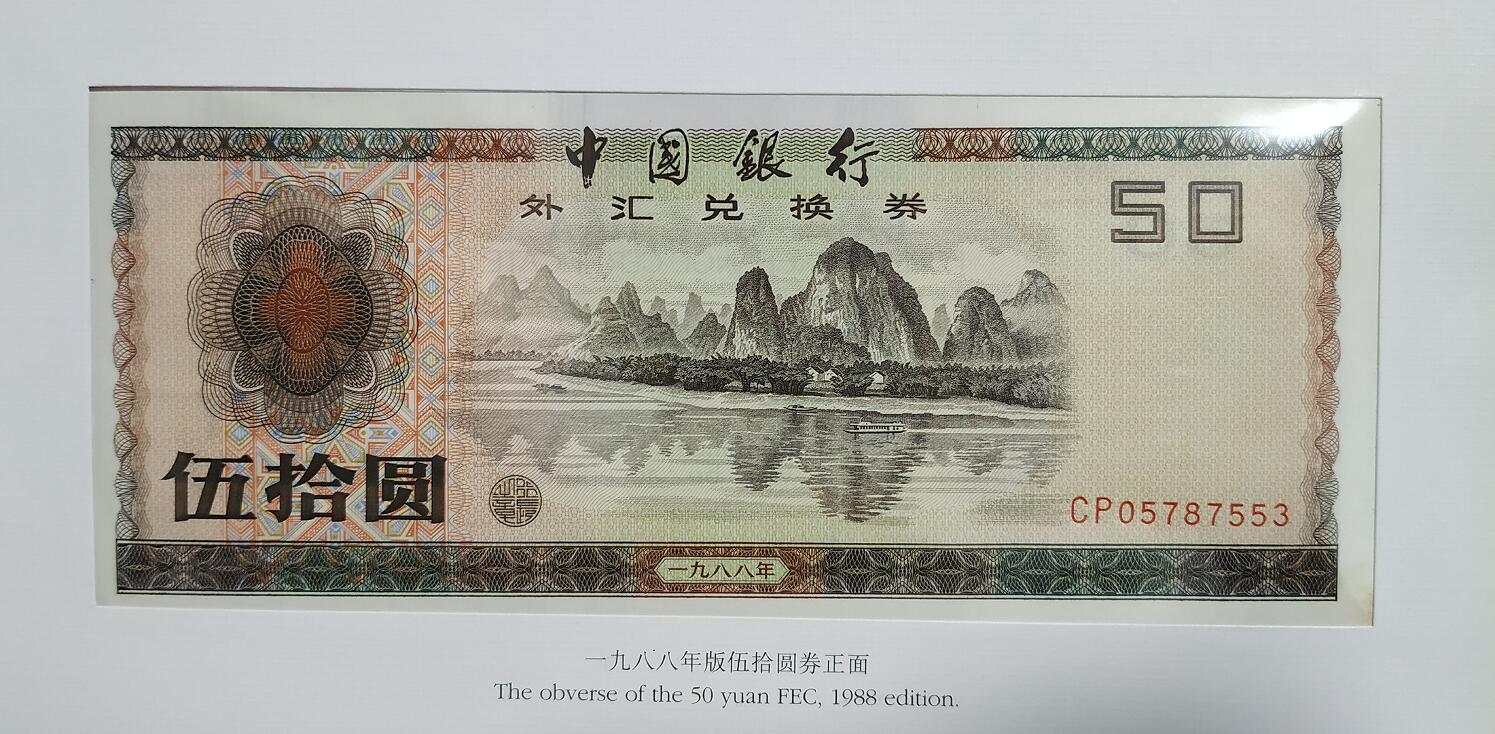 中國銀行
外汇兑换券
50
伍拾圆
CP05787553
一九八八年
一九八八年版伍拾圆券正面
The obverse of the 50 yuan FEC, 1988 edition.